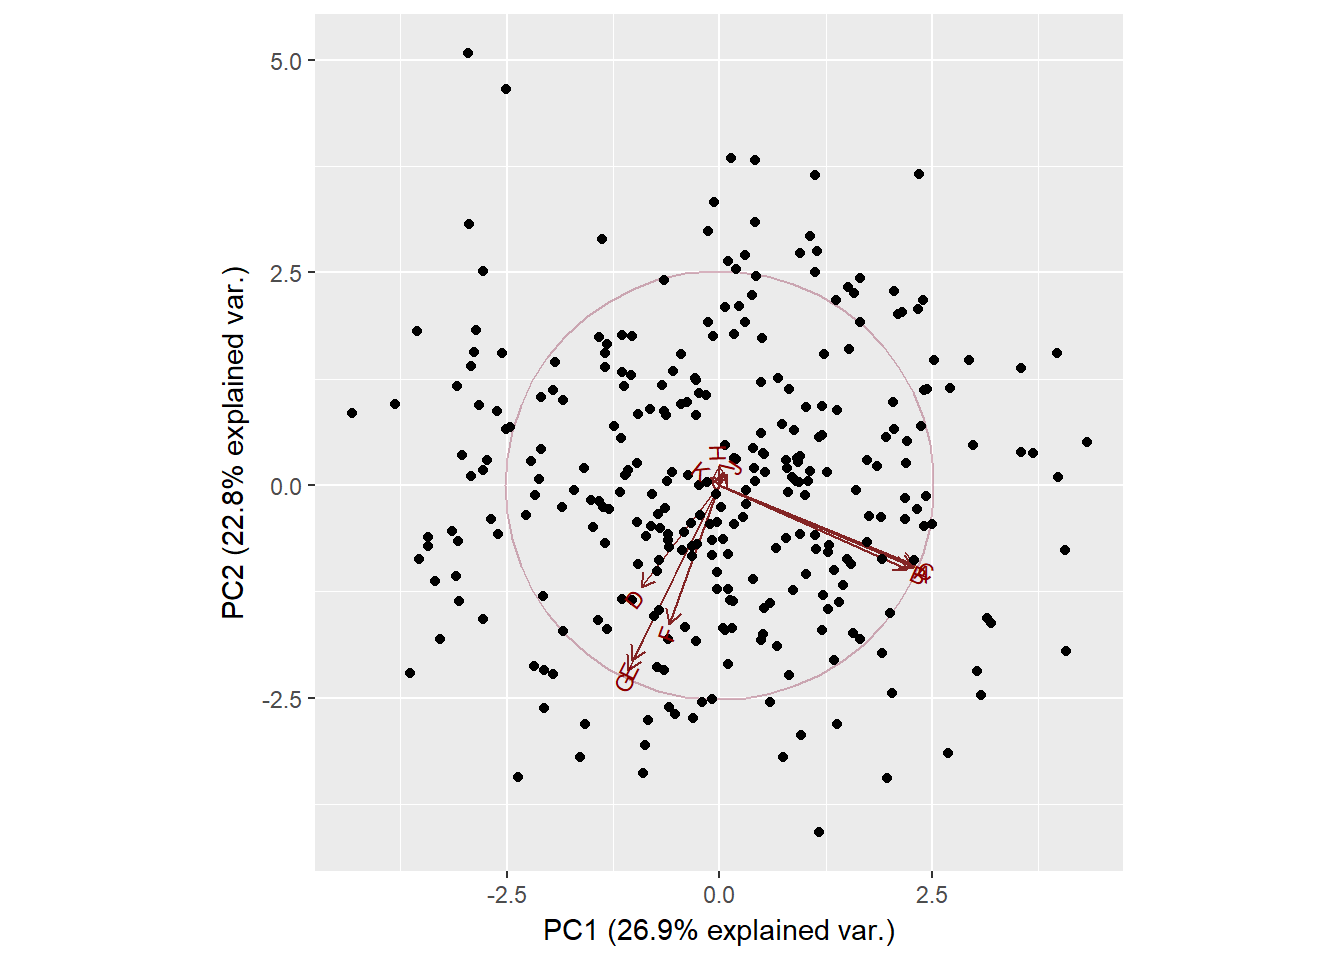 5.0
2.5
0.0
-2.5
PC2 (22.8% explained var.)
H
J
K
D
F
G
B
C
-2.5
0.0
2.5
PC1 (26.9% explained var.)